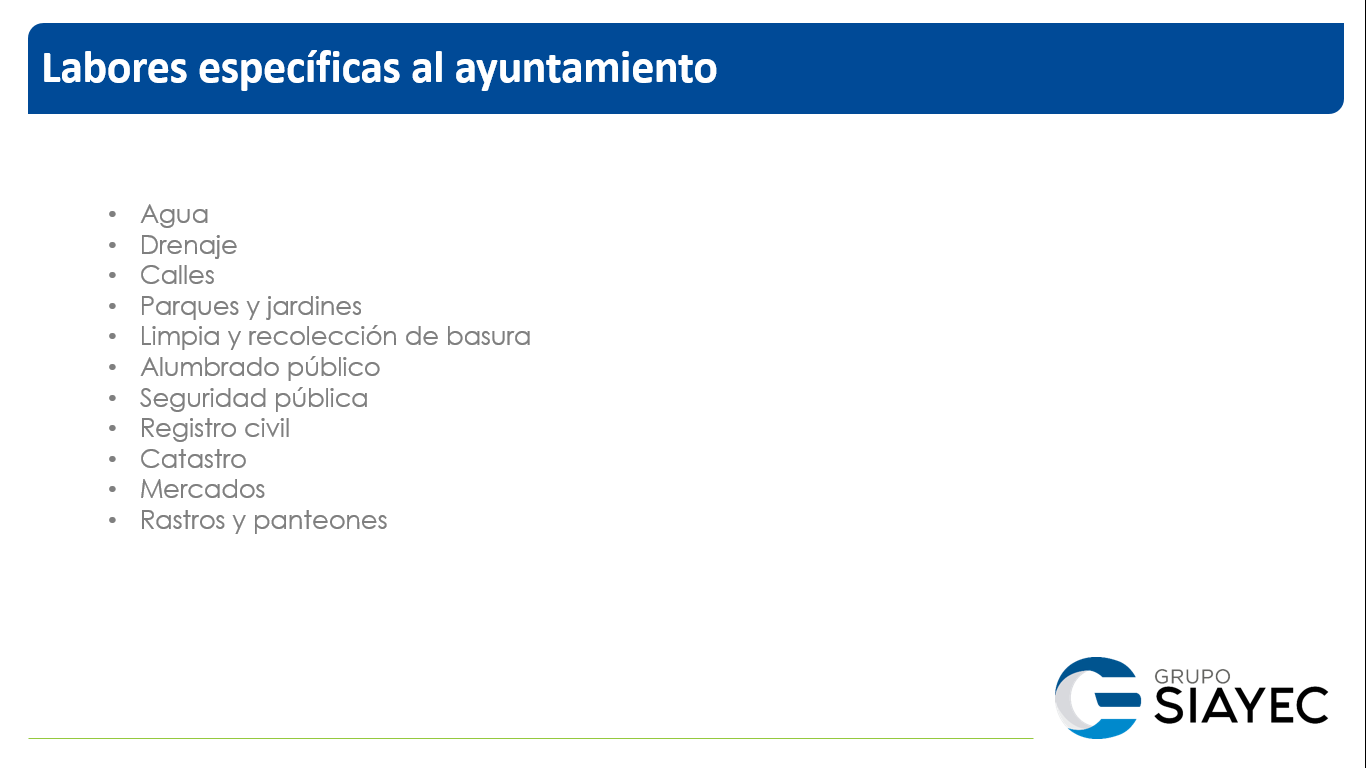 Labores específicas al ayuntamiento
• Agua
• Drenaje
• Calles
• Parques y jardines
• Limpia y recolección de basura
• Alumbrado público
• Seguridad pública
• Registro civil
• Catastro
• Mercados
• Rastros y panteones
GRUPO
SIAYEC